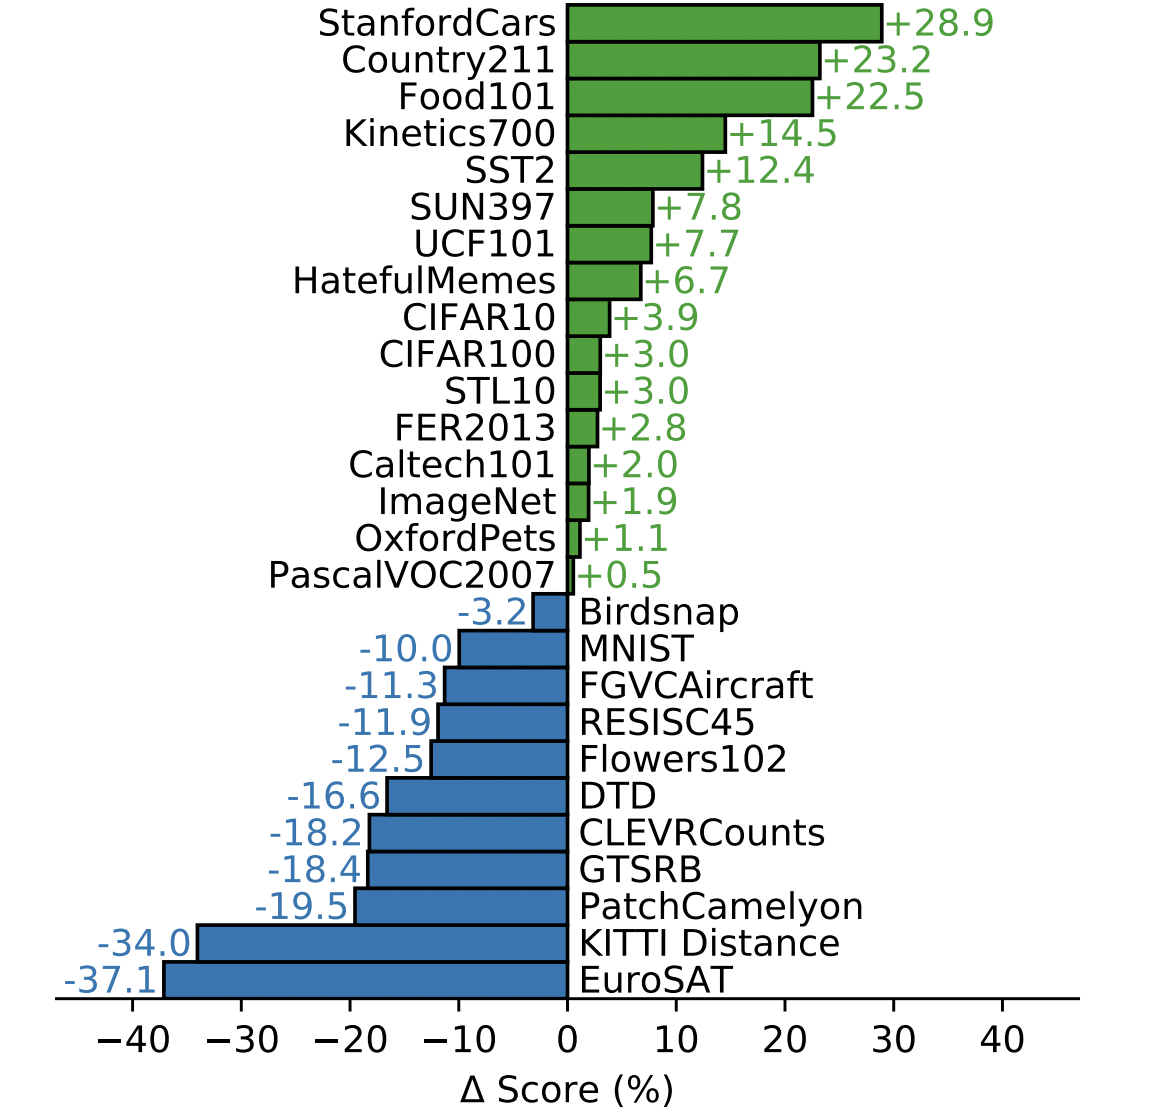 StanfordCars +28.9
Country211 +23.2
Food101 +22.5
Kinetics700 +14.5
SST2 +12.4
SUN397 +7.8
UCF101 +7.7
HatefulMemes +6.7
CIFAR10 +3.9
CIFAR100 +3.0
STL10 +3.0
FER2013 +2.8
Caltech101 +2.0
ImageNet +1.9
OxfordPets +1.1
PascalVOC2007 +0.5
-3.2 Birdsnap
-10.0 MNIST
-11.3 FGVCAircraft
-11.9 RESISC45
-12.5 Flowers102
-16.6 DTD
-18.2 CLEVRCounts
-18.4 GTSRB
-19.5 PatchCamelyon
-34.0 KITTI Distance
-37.1 EuroSAT
−40 −30 −20 −10 0 10 20 30 40
Δ Score (%)